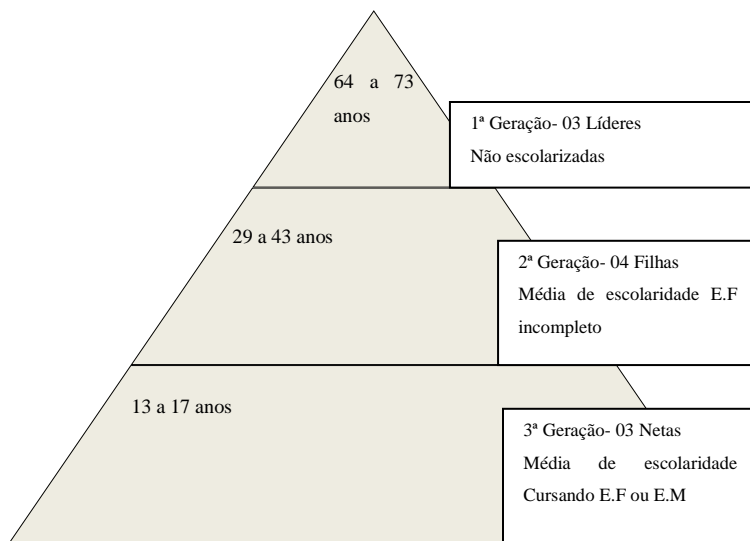 64 a 73
anos
1ª Geração- 03 Líderes
Não escolarizadas
29 a 43 anos
2ª Geração- 04 Filhas
Média de escolaridade E.F
incompleto
13 a 17 anos
3ª Geração- 03 Netas
Média de escolaridade
Cursando E.F ou E.M